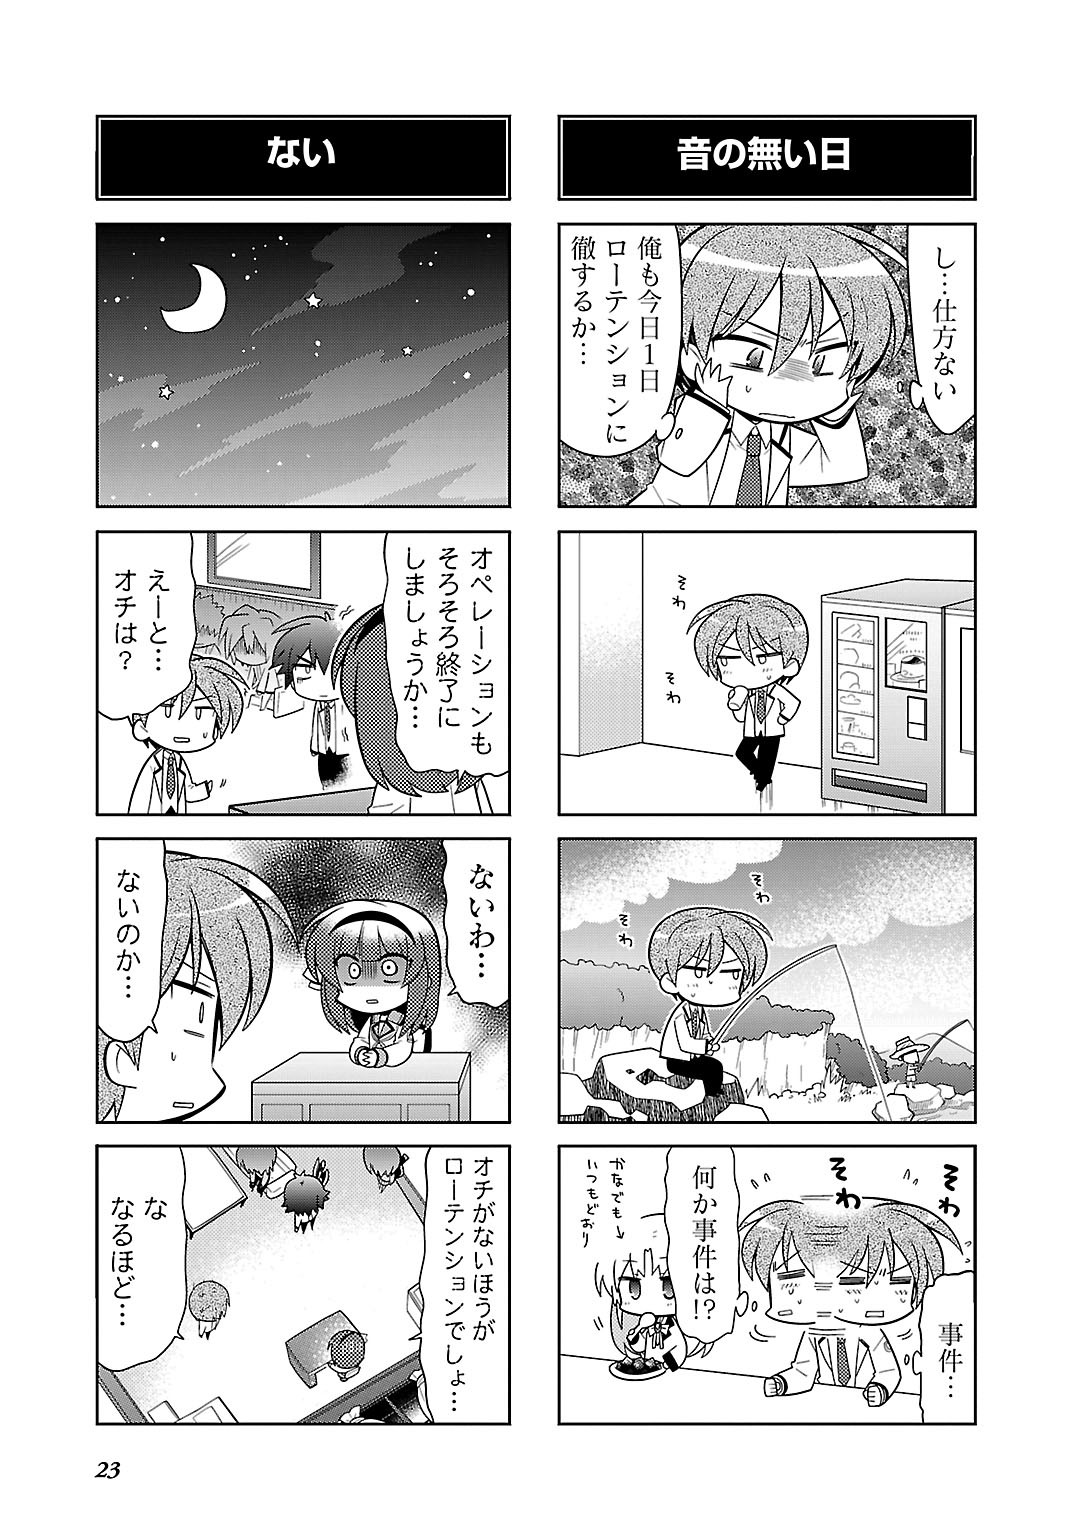 音の無い日
し…仕方ない
俺も今日1日
ローテンションに
徹するか…
そわ
そわ
そわ
そわ
そわ
そわ
そわ
事件…
何か事件は!?
かなでも→
いつもどおり
ない
オペレーションも
そろそろ終了に
しましょうか…
えーと…
オチは?
ないわ…
ないのか…
オチがないほうが
ローテンションでしょ…
な
なるほど…
23